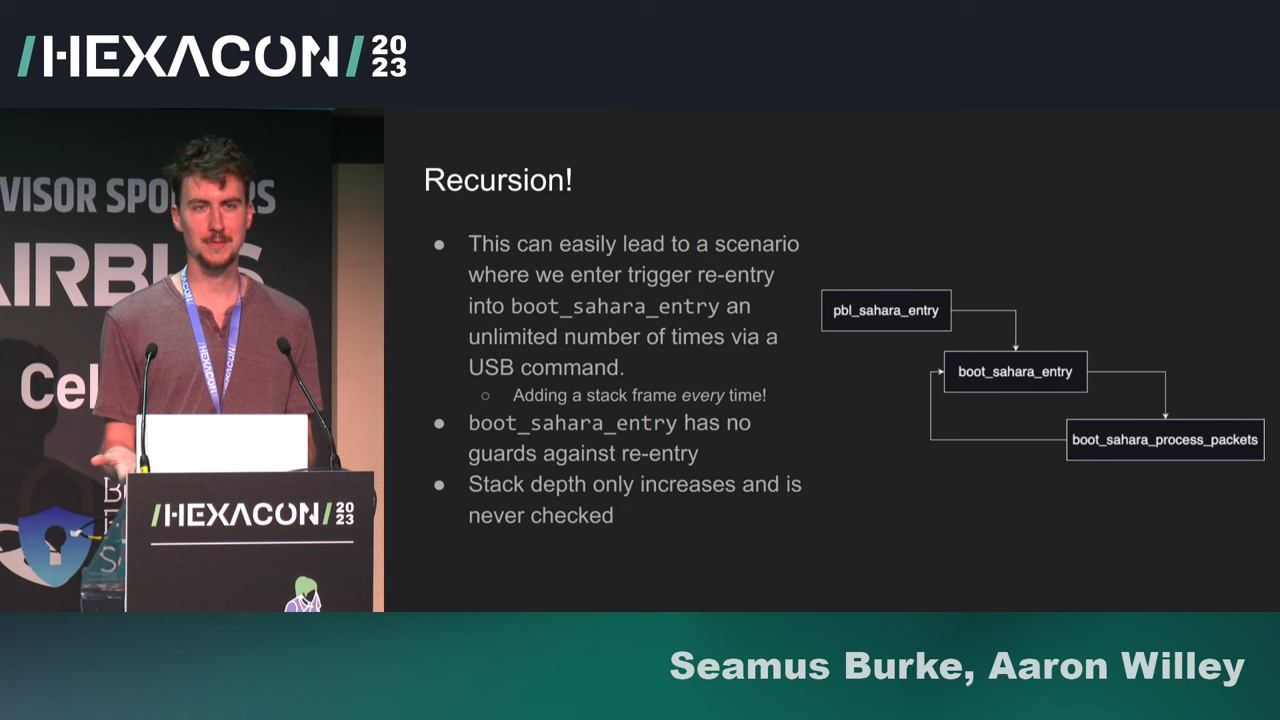 /HEXACON/ 20
23
VISOR SPO RS
AIRBUS
Cel
HEXACON
/HEXACON/ 20
23
Recursion!
● This can easily lead to a scenario
where we enter trigger re-entry
into boot_sahara_entry an
unlimited number of times via a
USB command.
○ Adding a stack frame every time!
● boot_sahara_entry has no
guards against re-entry
● Stack depth only increases and is
never checked
pbl_sahara_entry
boot_sahara_entry
boot_sahara_process_packets
Seamus Burke, Aaron Willey